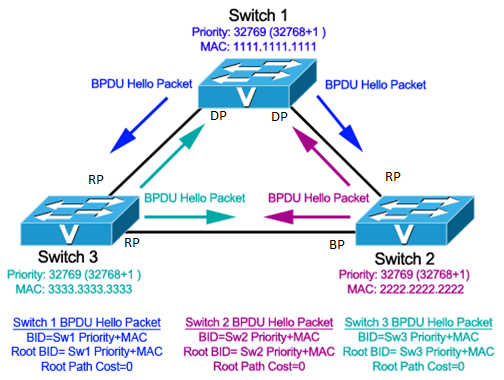 Switch 1
Priority: 32769 (32768+1 )
MAC: 1111.1111.1111
BPDU Hello Packet
BPDU Hello Packet
V
DP
DP
RP
RP
BPDU Hello Packet
BPDU Hello Packet
V
V
RP
BP
Switch 3
Priority: 32769 (32768+1 )
MAC: 3333.3333.3333
Switch 2
Priority: 32769 (32768+1)
MAC: 2222.2222.2222
Switch 1 BPDU Hello Packet
BID=Sw1 Priority+MAC
Root BID= Sw1 Priority+MAC
Root Path Cost=0
Switch 2 BPDU Hello Packet
BID=Sw2 Priority+MAC
Root BID= Sw2 Priority+MAC
Root Path Cost=0
Switch 3 BPDU Hello Packet
BID=Sw3 Priority+MAC
Root BID= Sw3 Priority+MAC
Root Path Cost=0